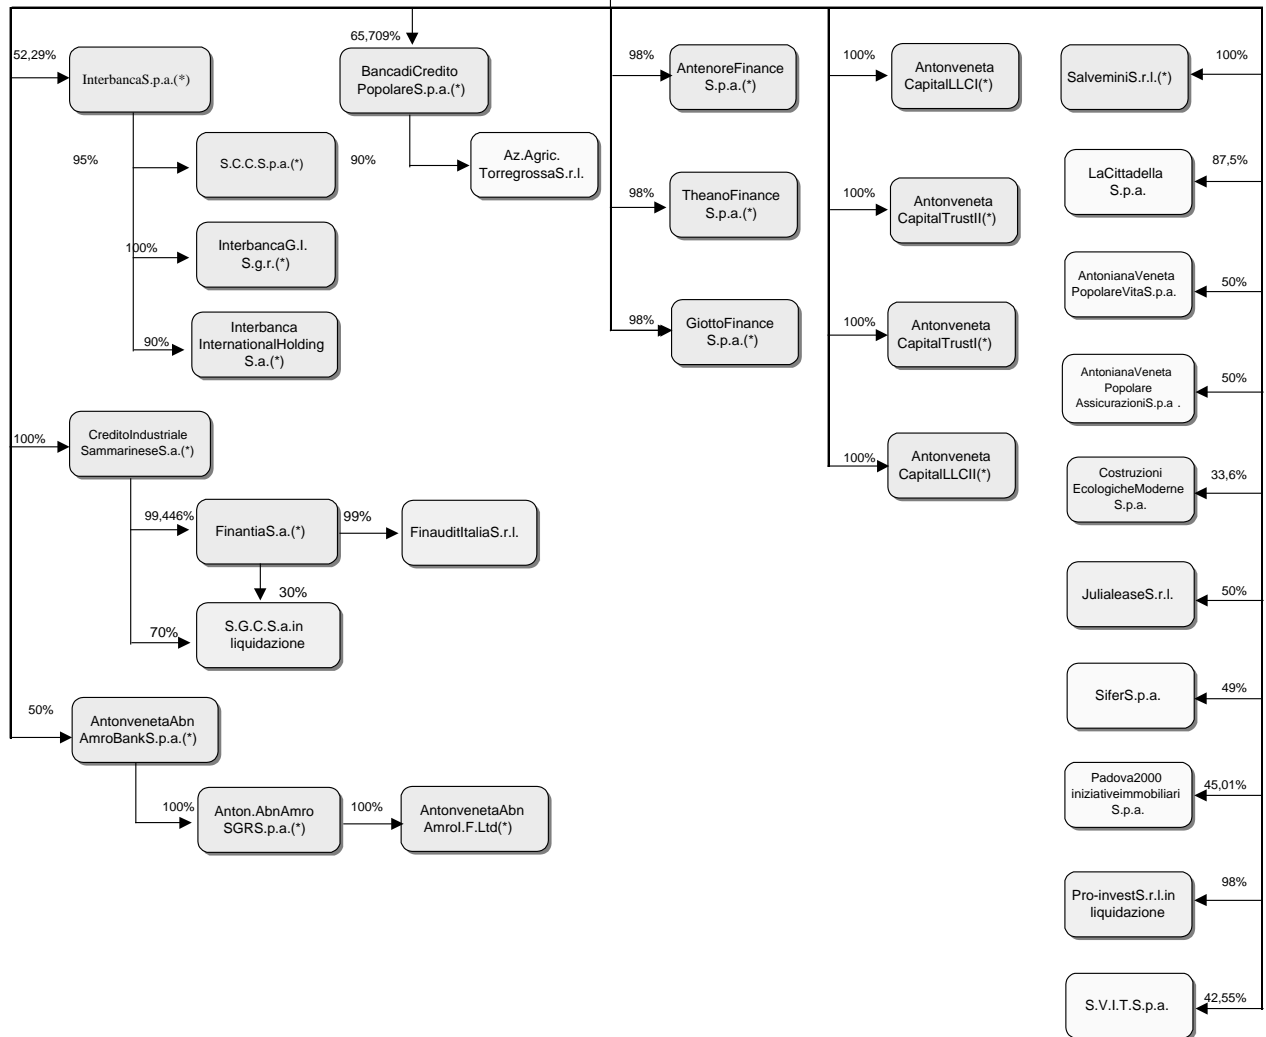 52,29%
InterbancaS.p.a.(*)
95%
S.C.C.S.p.a.(*)
100%
InterbancaG.I.
S.g.r.(*)
90%
Interbanca
InternationalHolding
S.a.(*)
100%
CreditoIndustriale
SammarineseS.a.(*)
99,446%
FinantiaS.a.(*)
99%
FinauditItaliaS.r.l.
30%
70%
S.G.C.S.a.in
liquidazione
50%
AntonvenetaAbn
AmroBankS.p.a.(*)
100%
Anton.AbnAmro
SGRS.p.a.(*)
100%
AntonvenetaAbn
AmroI.F.Ltd(*)
65,709%
BancadiCredito
PopolareS.p.a.(*)
90%
Az.Agric.
TorregrossaS.r.l.
98%
AntenoreFinance
S.p.a.(*)
98%
TheanoFinance
S.p.a.(*)
98%
GiottoFinance
S.p.a.(*)
100%
Antonveneta
CapitalLLCI(*)
100%
Antonveneta
CapitalTrustII(*)
100%
Antonveneta
CapitalTrustI(*)
100%
Antonveneta
CapitalLLCII(*)
100%
SalveminiS.r.l.(*)
87,5%
LaCittadella
S.p.a.
50%
AntonianaVeneta
PopolareVitaS.p.a.
50%
AntonianaVeneta
Popolare
AssicurazioniS.p.a .
33,6%
Costruzioni
EcologicheModerne
S.p.a.
50%
JulialeaseS.r.l.
49%
SiferS.p.a.
45,01%
Padova2000
iniziativeimmobiliari
S.p.a.
98%
Pro-investS.r.l.in
liquidazione
42,55%
S.V.I.T.S.p.a.